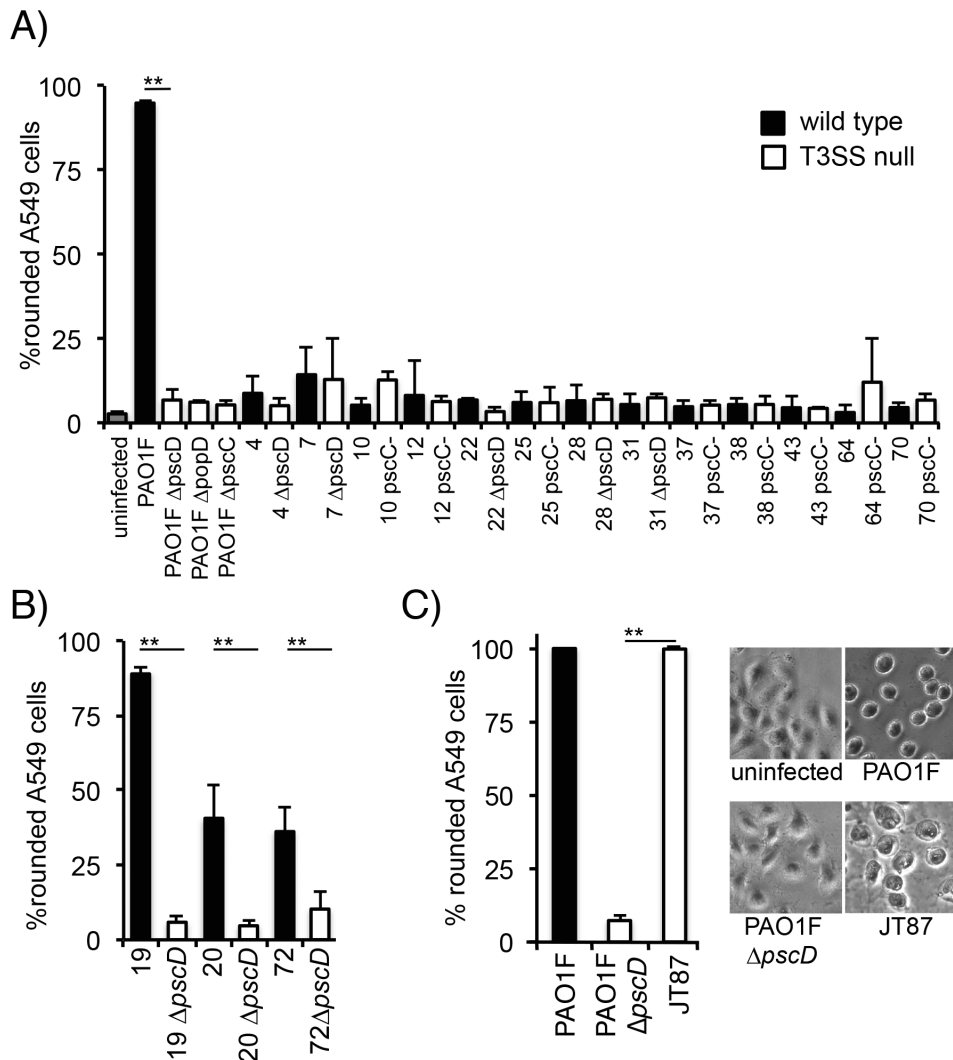 A)
%rounded A549 cells
100
75
50
25
0
**
wild type
T3SS null
uninfected
PAO1F
PAO1F ΔpscD
PAO1F ΔpopD
PAO1F ΔpscC
4
4 ΔpscD
7
7 ΔpscD
10
10 pscC-
12
12 pscC-
22
22 ΔpscD
25
25 pscC-
28
28 ΔpscD
31
31 ΔpscD
37
37 pscC-
38
38 pscC-
43
43 pscC-
64
64 pscC-
70
70 pscC-
B)
%rounded A549 cells
100
75
50
25
0
**
**
**
19
19 ΔpscD
20
20 ΔpscD
72
72ΔpscD
C)
% rounded A549 cells
100
75
50
25
0
**
PAO1F
PAO1F
ΔpscD
JT87
uninfected
PAO1F
PAO1F
ΔpscD
JT87